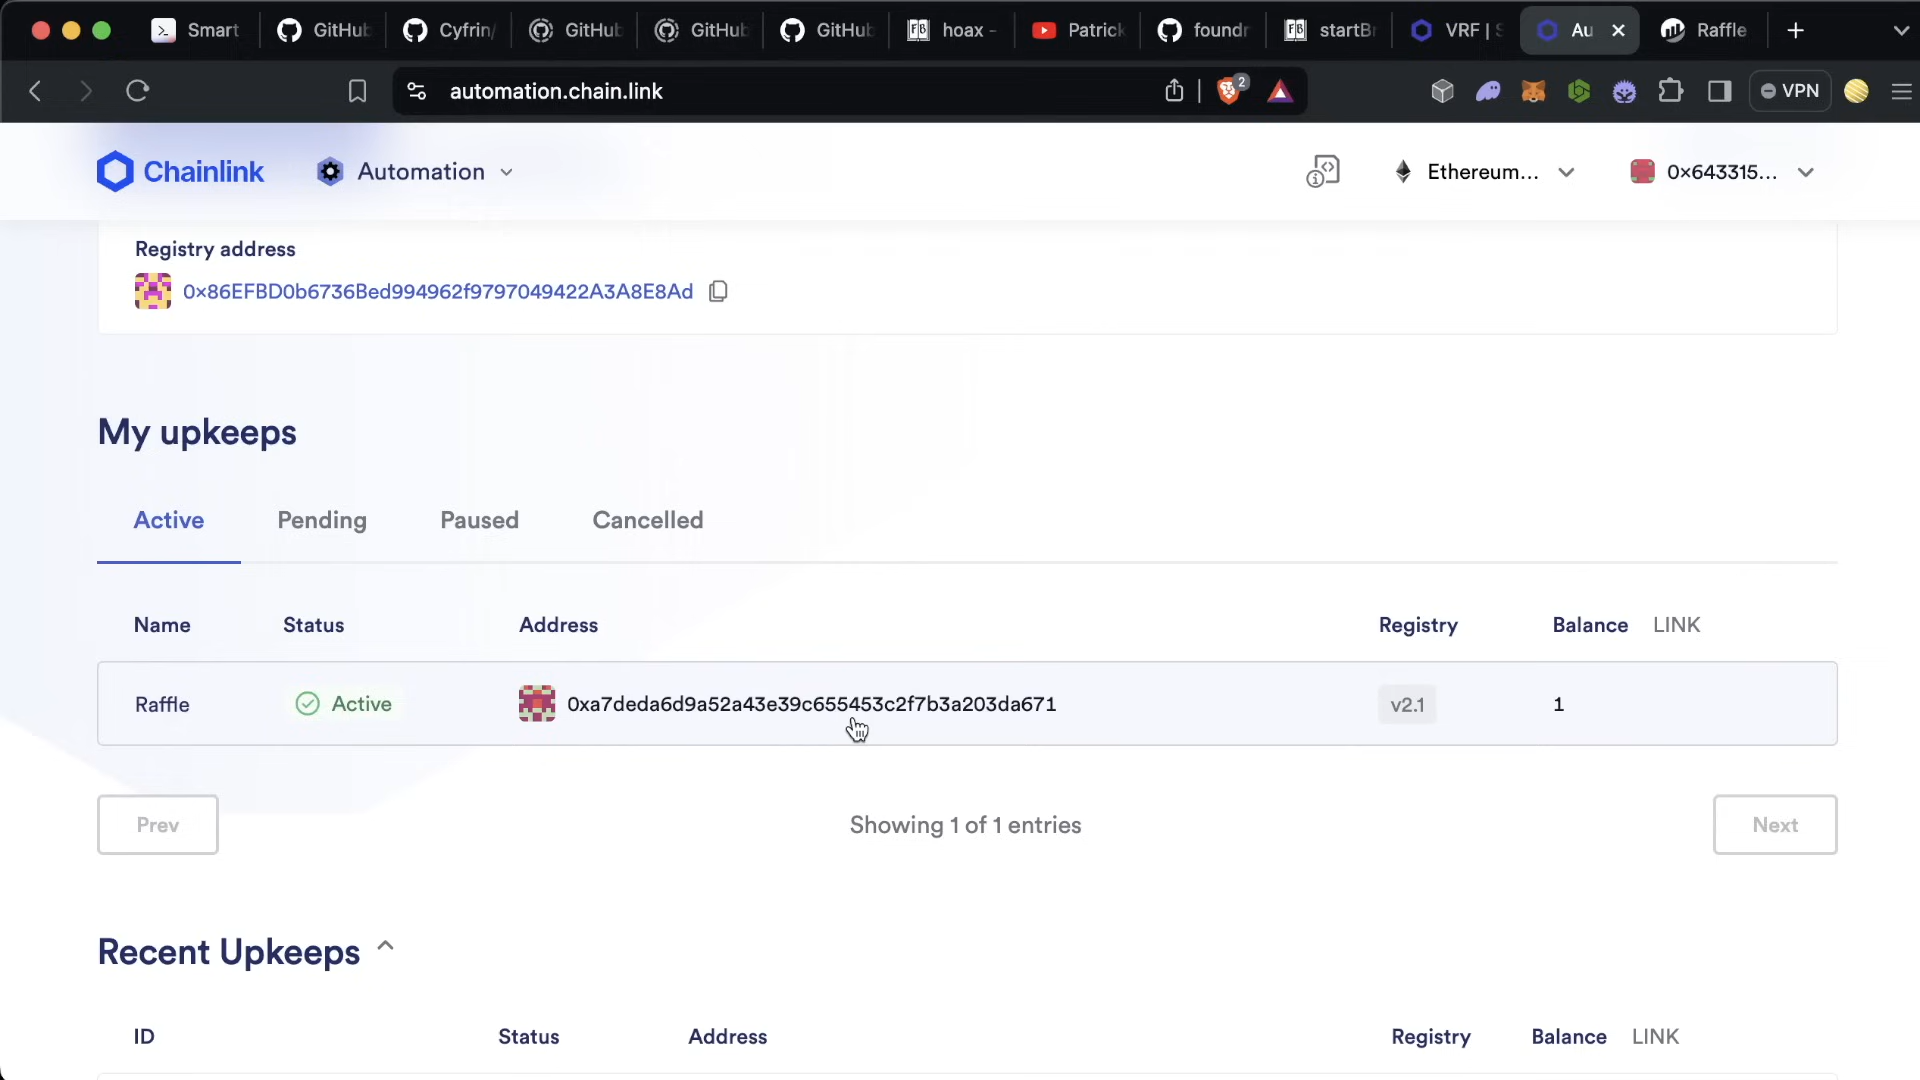 Smart
GitHub
Cyfrin/
GitHub
GitHub
GitHub
hoax -
Patrick
foundr
startBr
VRF | S
Au
Raffle
automation.chain.link
2
VPN
Chainlink
Automation
Ethereum...
0x643315...
Registry address
0x86EFBD0b6736Bed994962f9797049422A3A8E8Ad
My upkeeps
Active Pending Paused Cancelled
Name Status Address Registry Balance LINK
Raffle Active 0xa7deda6d9a52a43e39c655453c2f7b3a203da671 v2.1 1
Prev Showing 1 of 1 entries Next
Recent Upkeeps
ID Status Address Registry Balance LINK